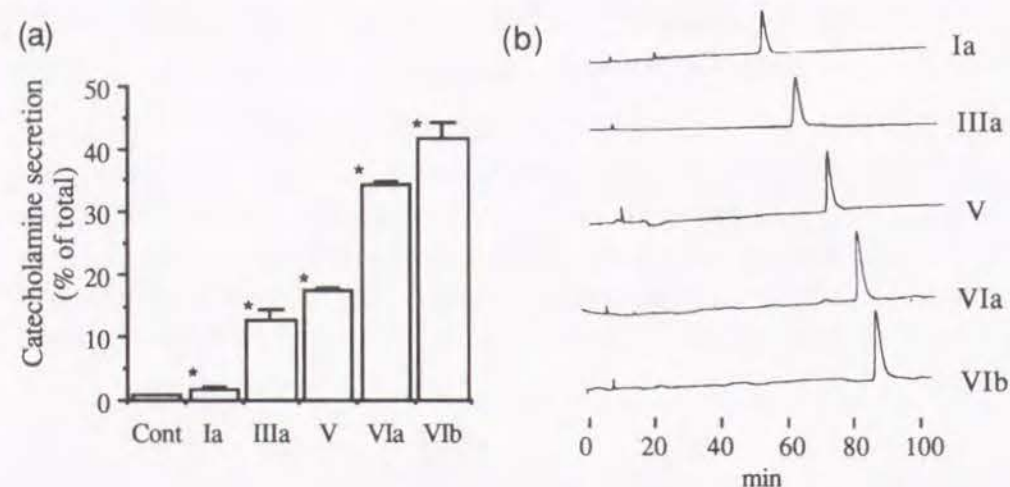 (a)
Catecholamine secretion
(% of total)
50
40
30
20
10
0
* * * * *
Cont Ia IIIa V VIa VIb
(b)
Ia
IIIa
V
VIa
VIb
0 20 40 60 80 100
min